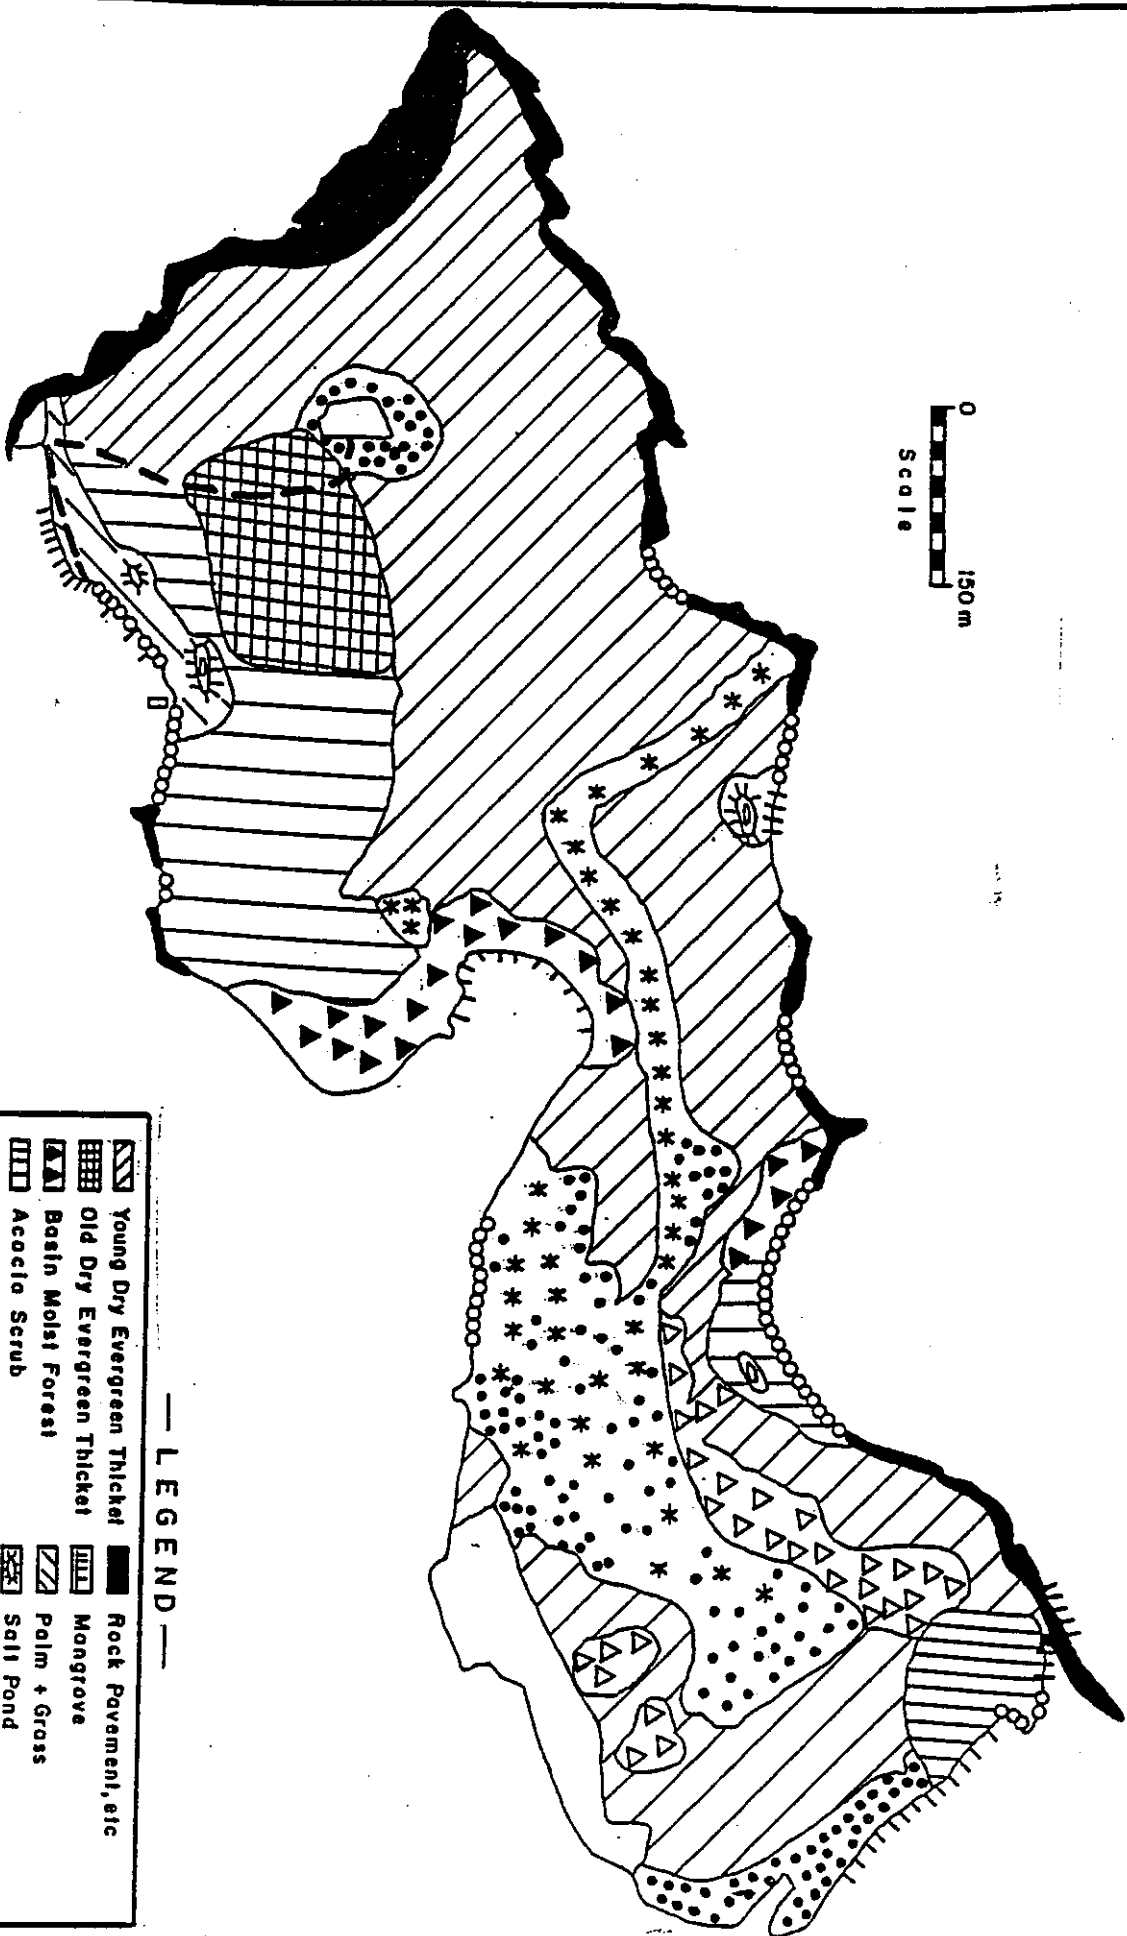 0 150 m
Scale
— LEGEND —
Young Dry Evergreen Thicket
Old Dry Evergreen Thicket
Basin Moist Forest
Acacia Scrub
Rock Pavement, etc
Mangrove
Palm + Grass
Salt Pond